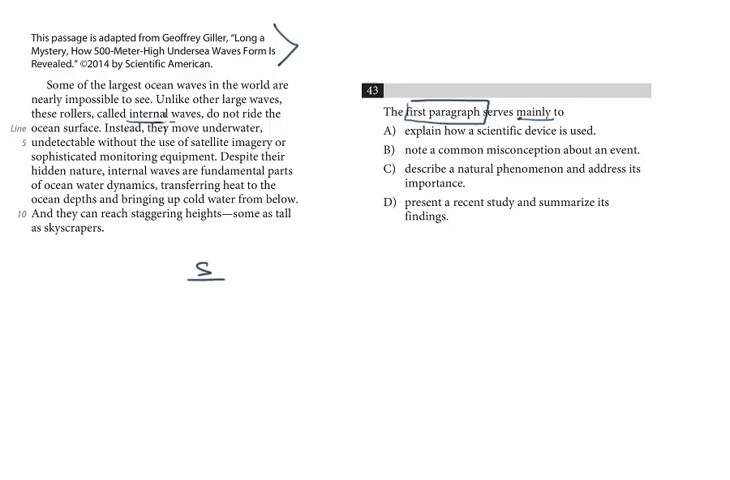 This passage is adapted from Geoffrey Giller, "Long a
Mystery, How 500-Meter-High Undersea Waves Form Is
Revealed." ©2014 by Scientific American.
Some of the largest ocean waves in the world are
nearly impossible to see. Unlike other large waves,
these rollers, called internal waves, do not ride the
Line ocean surface. Instead, they move underwater,
5 undetectable without the use of satellite imagery or
sophisticated monitoring equipment. Despite their
hidden nature, internal waves are fundamental parts
of ocean water dynamics, transferring heat to the
ocean depths and bringing up cold water from below.
10 And they can reach staggering heights—some as tall
as skyscrapers.
S
43
The first paragraph serves mainly to
A) explain how a scientific device is used.
B) note a common misconception about an event.
C) describe a natural phenomenon and address its
importance.
D) present a recent study and summarize its
findings.